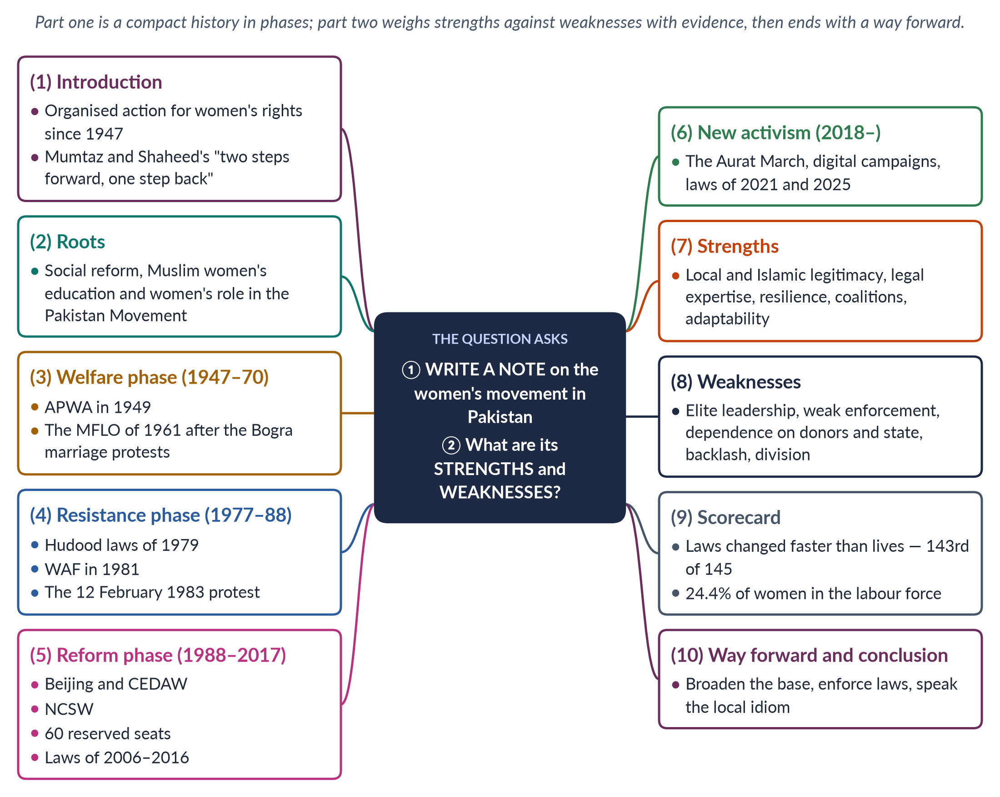 Part one is a compact history in phases; part two weighs strengths against weaknesses with evidence, then ends with a way forward.
(1) Introduction
• Organised action for women's rights
since 1947
• Mumtaz and Shaheed's "two steps
forward, one step back"
(2) Roots
• Social reform, Muslim women's
education and women's role in the
Pakistan Movement
(3) Welfare phase (1947–70)
• APWA in 1949
• The MFLO of 1961 after the Bogra
marriage protests
(4) Resistance phase (1977–88)
• Hudood laws of 1979
• WAF in 1981
• The 12 February 1983 protest
(5) Reform phase (1988–2017)
• Beijing and CEDAW
• NCSW
• 60 reserved seats
• Laws of 2006–2016
THE QUESTION ASKS
① WRITE A NOTE on the
women's movement in
Pakistan
② What are its
STRENGTHS and
WEAKNESSES?
(6) New activism (2018–)
• The Aurat March, digital campaigns,
laws of 2021 and 2025
(7) Strengths
• Local and Islamic legitimacy, legal
expertise, resilience, coalitions,
adaptability
(8) Weaknesses
• Elite leadership, weak enforcement,
dependence on donors and state,
backlash, division
(9) Scorecard
• Laws changed faster than lives — 143rd
of 145
• 24.4% of women in the labour force
(10) Way forward and conclusion
• Broaden the base, enforce laws, speak
the local idiom